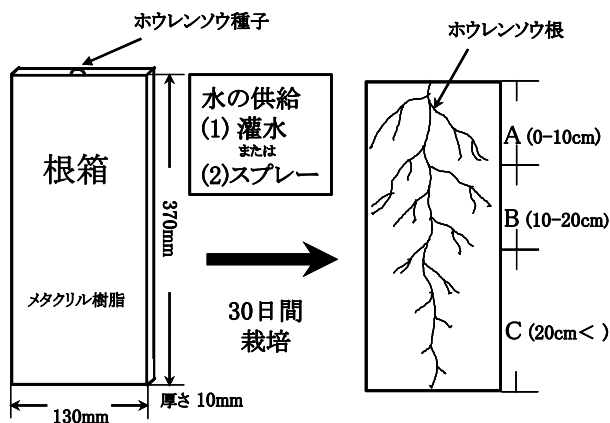 ホウレンソウ種子
根箱
メタクリル樹脂
370mm
130mm
厚さ 10mm
水の供給
(1) 灌水
または
(2)スプレー
30日間
栽培
ホウレンソウ根
A (0-10cm)
B (10-20cm)
C (20cm< )